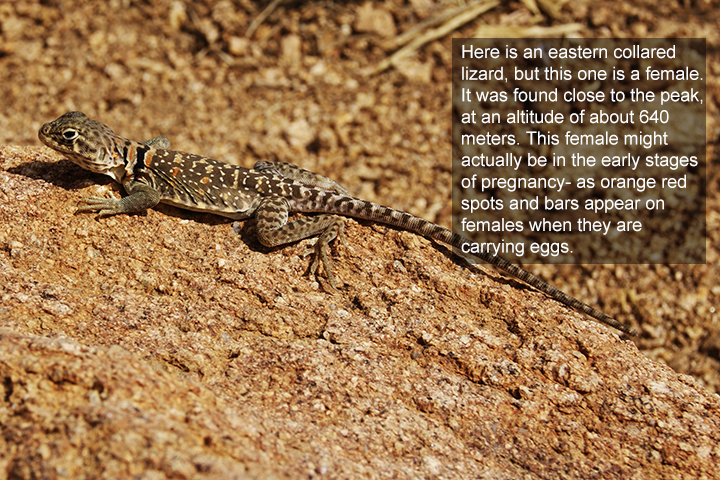 Here is an eastern collared
lizard, but this one is a female.
It was found close to the peak,
at an altitude of about 640
meters. This female might
actually be in the early stages
of pregnancy- as orange red
spots and bars appear on
females when they are
carrying eggs.